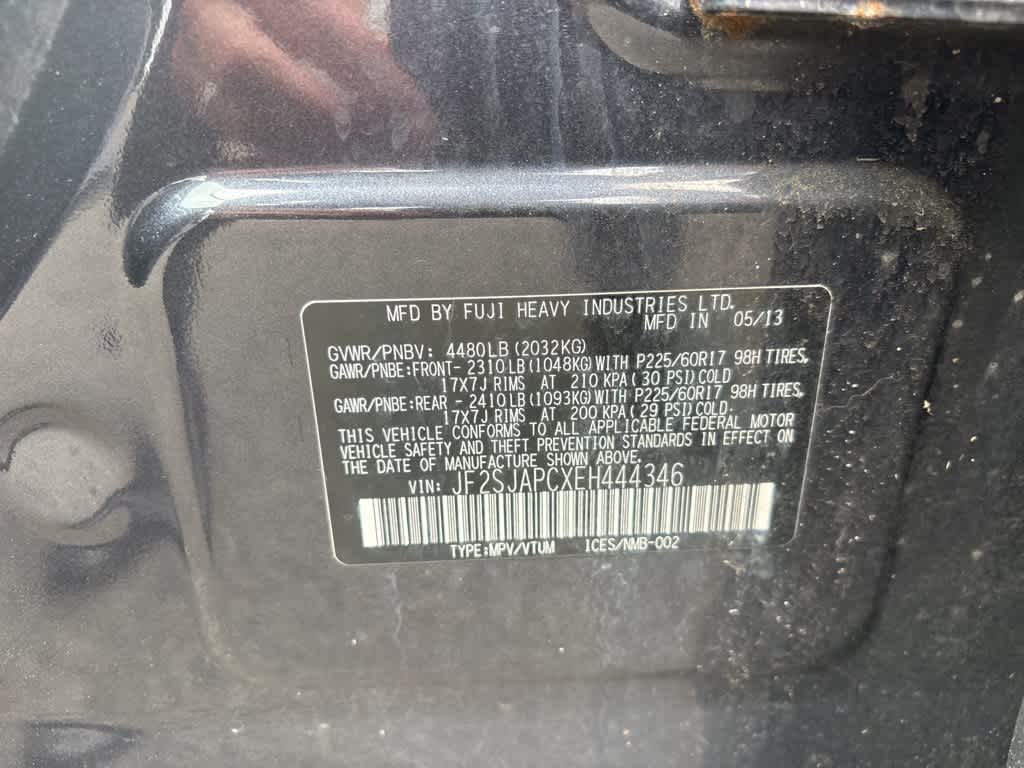 MFD BY FUJI HEAVY INDUSTRIES LTD.
MFD IN 05/13
GVWR/PNBV: 4480LB(2032KG)
GAWR/PNBE:FRONT- 2310LB(1048KG)WITH P225/60R17 98H TIRES,
17X7J RIMS AT 210 KPA(30 PSI)COLD
GAWR/PNBE:REAR - 2410LB(1093KG)WITH P225/60R17 98H TIRES,
17X7J RIMS AT 200 KPA(29 PSI)COLD.
THIS VEHICLE CONFORMS TO ALL APPLICABLE FEDERAL MOTOR
VEHICLE SAFETY AND THEFT PREVENTION STANDARDS IN EFFECT ON
THE DATE OF MANUFACTURE SHOWN ABOVE.
VIN: JF2SJAPCXEH444346
TYPE:MPV/VTUM ICES/NMB-002